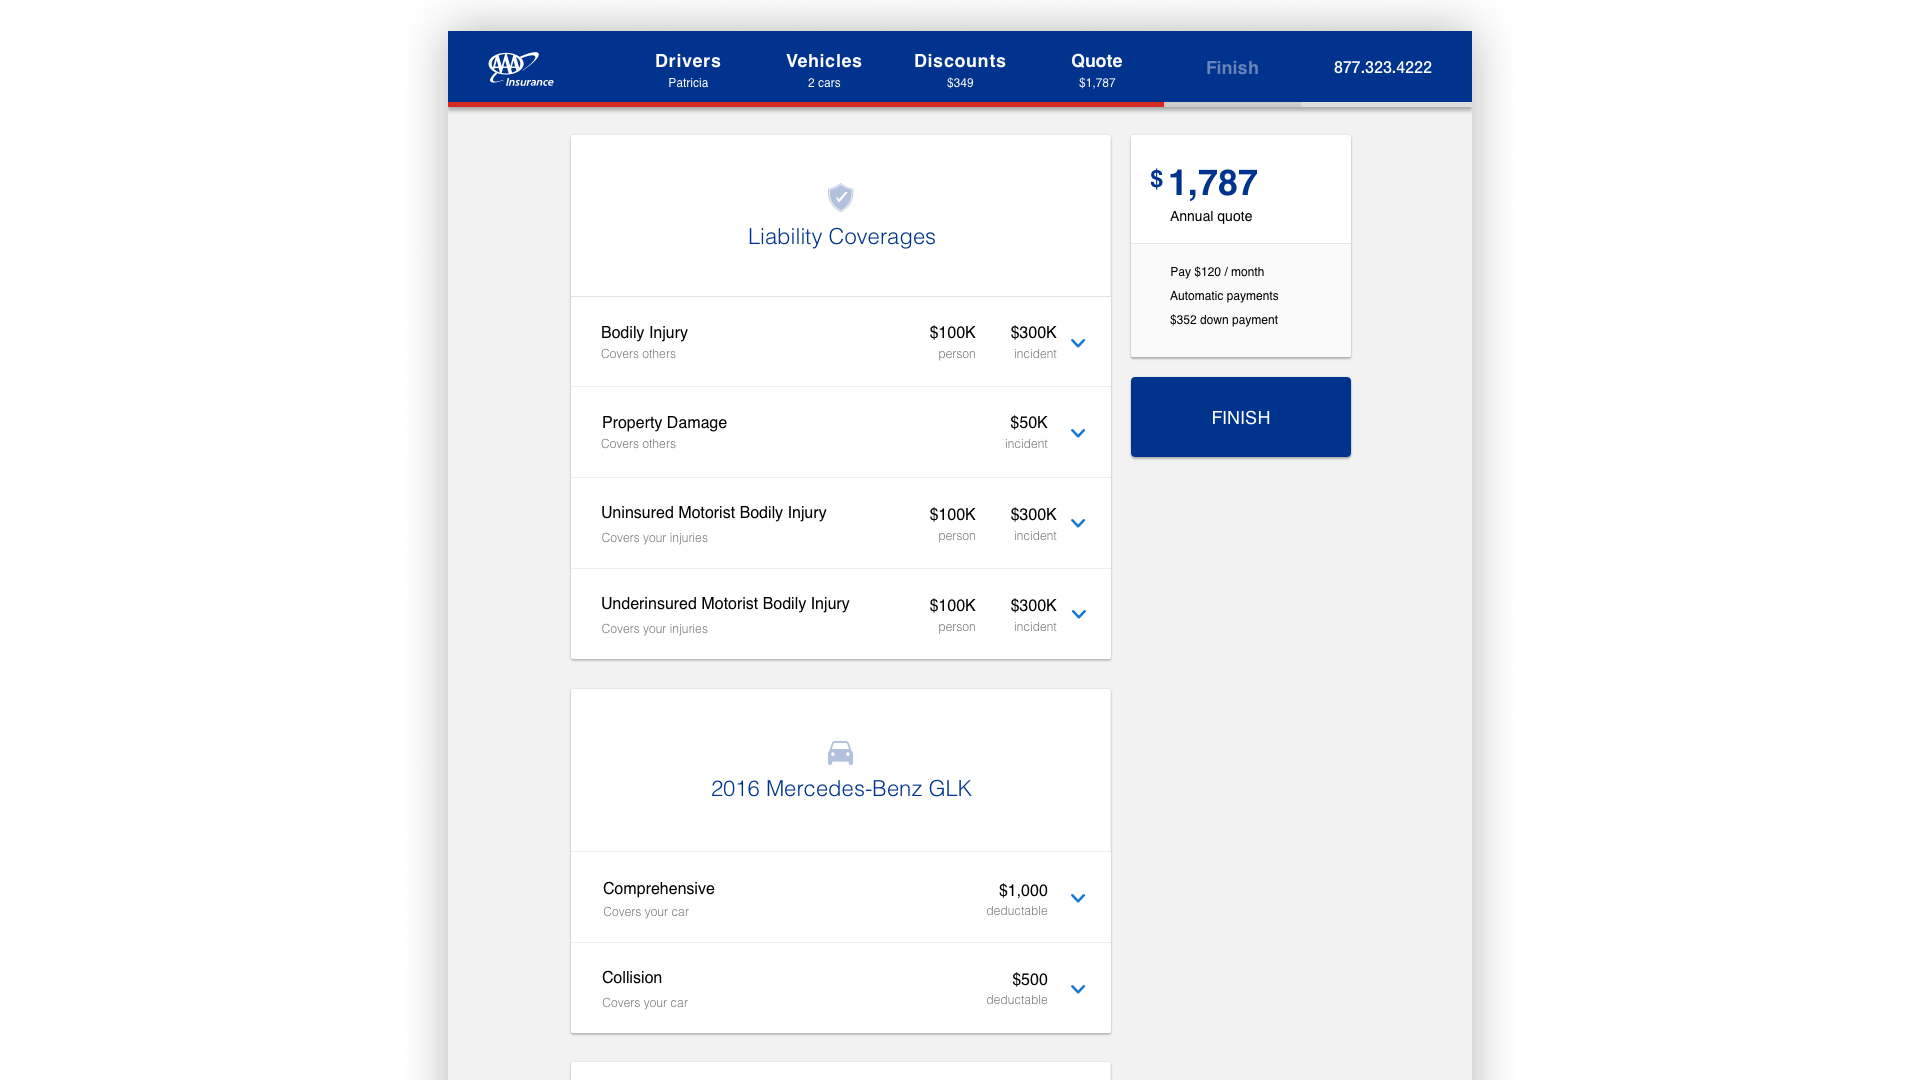 AAA Insurance
Drivers
Patricia
Vehicles
2 cars
Discounts
$349
Quote
$1,787
Finish
877.323.4222
Liability Coverages
Bodily Injury
Covers others
$100K
person
$300K
incident
Property Damage
Covers others
$50K
incident
Uninsured Motorist Bodily Injury
Covers your injuries
$100K
person
$300K
incident
Underinsured Motorist Bodily Injury
Covers your injuries
$100K
person
$300K
incident
2016 Mercedes-Benz GLK
Comprehensive
Covers your car
$1,000
deductable
Collision
Covers your car
$500
deductable
$1,787
Annual quote
Pay $120 / month
Automatic payments
$352 down payment
FINISH